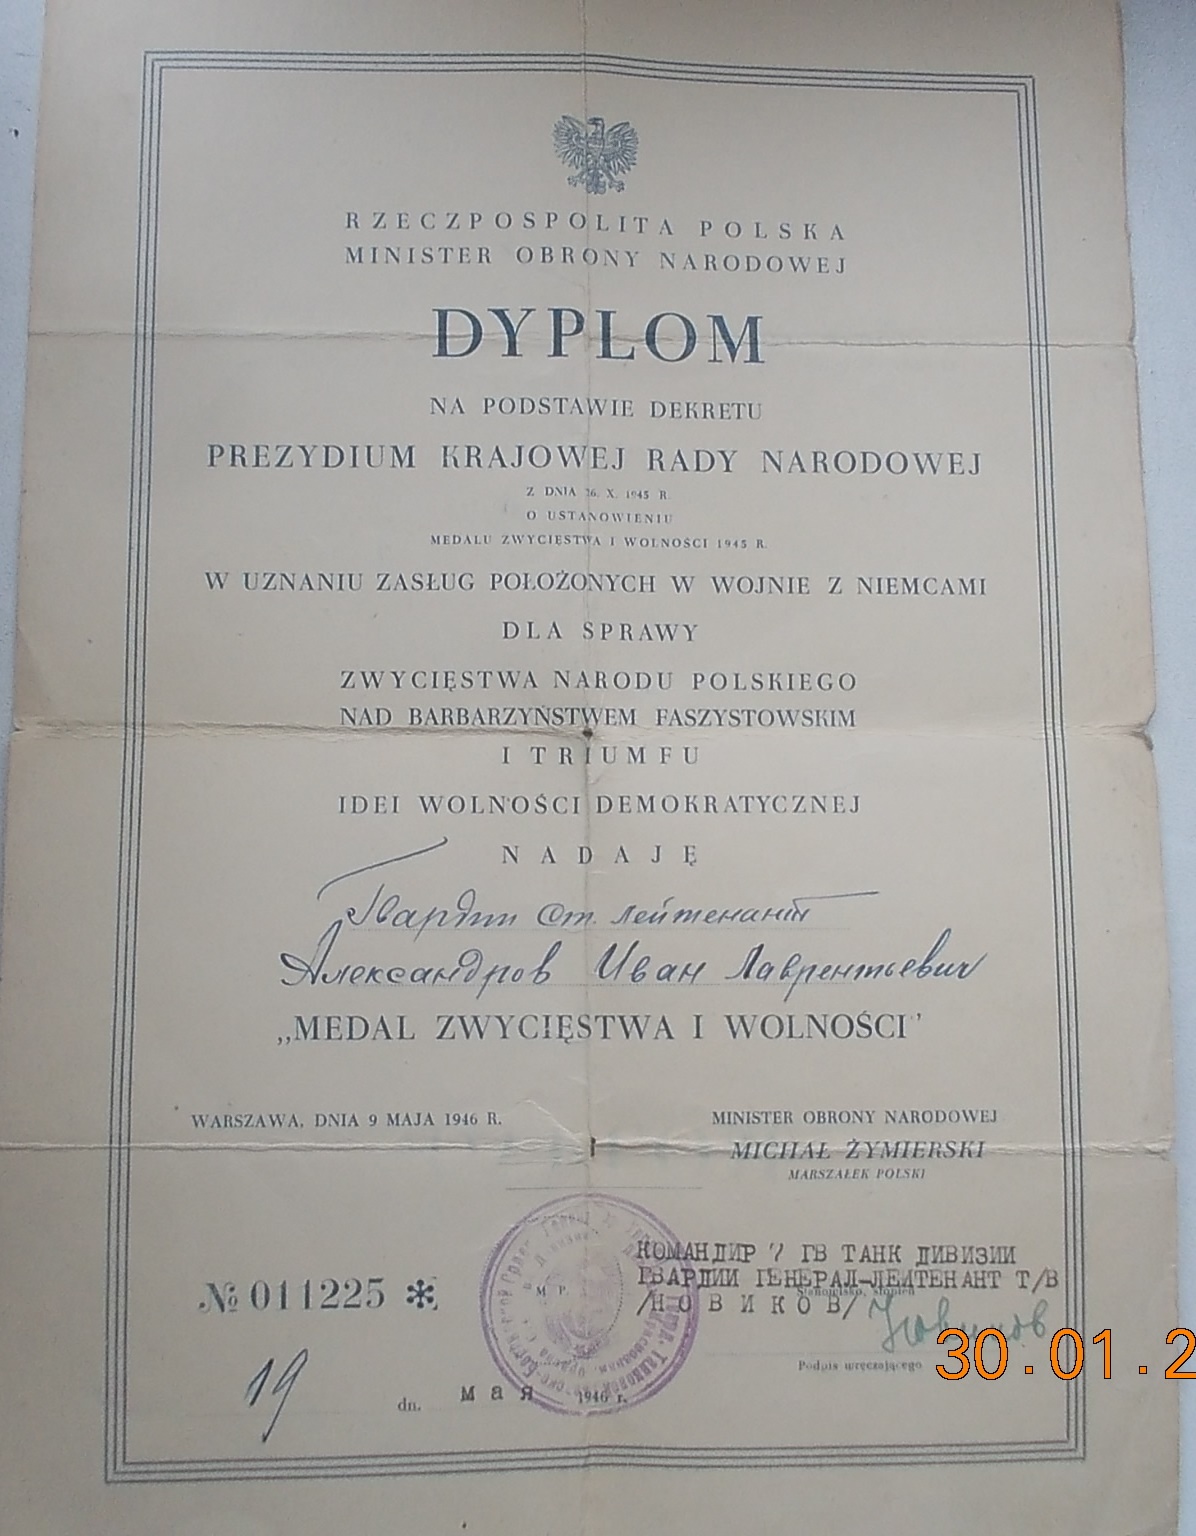 RZECZPOSPOLITA POLSKA
MINISTER OBRONY NARODOWEJ
DYPLOM
NA PODSTAWIE DEKRETU
PREZYDIUM KRAJOWEJ RADY NARODOWEJ
Z DNIA 26. X. 1945 R.
O USTANOWIENIU
MEDALU ZWYCIĘSTWA I WOLNOŚCI 1945 R.
W UZNANIU ZASŁUG POŁOŻONYCH W WOJNIE Z NIEMCAMI
DLA SPRAWY
ZWYCIĘSTWA NARODU POLSKIEGO
NAD BARBARZYŃSTWEM FASZYSTOWSKIM
I TRIUMFU
IDEI WOLNOŚCI DEMOKRATYCZNEJ
NADAJĘ
Гвардии Ст. лейтенант
Александров Иван Лаврентьевич
„MEDAL ZWYCIĘSTWA I WOLNOŚCI"
WARSZAWA, DNIA 9 MAJA 1946 R.
MINISTER OBRONY NARODOWEJ
MICHAŁ ŻYMIERSKI
MARSZAŁEK POLSKI
КОМАНДИР 7 ГВ ТАНК ДИВИЗИИ
ГВАРДИИ ГЕНЕРАЛ-ЛЕЙТЕНАНТ Т/В
Stanowisko, stopień
/НОВИКОВ/
Новиков
№ 011225 *
M. P.
Podpis wręczającego
30.01.2
19 dn. мая 1946 r.